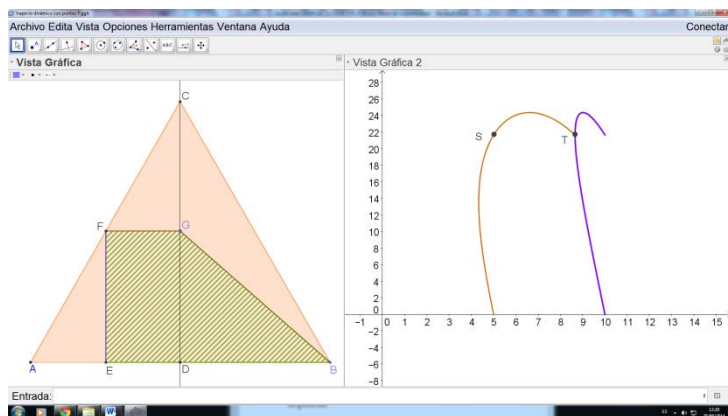 Archivo Edita Vista Opciones Herramientas Ventana Ayuda
Conectar
ABC
Vista Gráfica
Vista Gráfica 2
C
F
G
A
E
D
B
28
26
24
22
20
18
16
14
12
10
8
6
4
2
0
−2
−4
−6
−8
S
T
−1 0 1 2 3 4 5 6 7 8 9 10 11 12 13 14 15
Entrada: